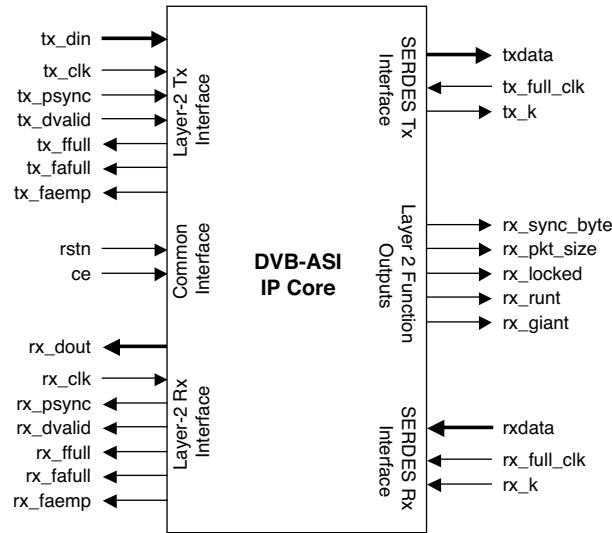 tx_din
tx_clk
tx_psync
tx_dvalid
tx_ffull
tx_fafull
tx_faemp
Layer-2 Tx
Interface
rstn
ce
Common
Interface
rx_dout
rx_clk
rx_psync
rx_dvalid
rx_ffull
rx_fafull
rx_faemp
Layer-2 Rx
Interface
DVB-ASI
IP Core
SERDES Tx
Interface
txdata
tx_full_clk
tx_k
Layer 2 Function
Outputs
rx_sync_byte
rx_pkt_size
rx_locked
rx_runt
rx_giant
SERDES Rx
Interface
rxdata
rx_full_clk
rx_k